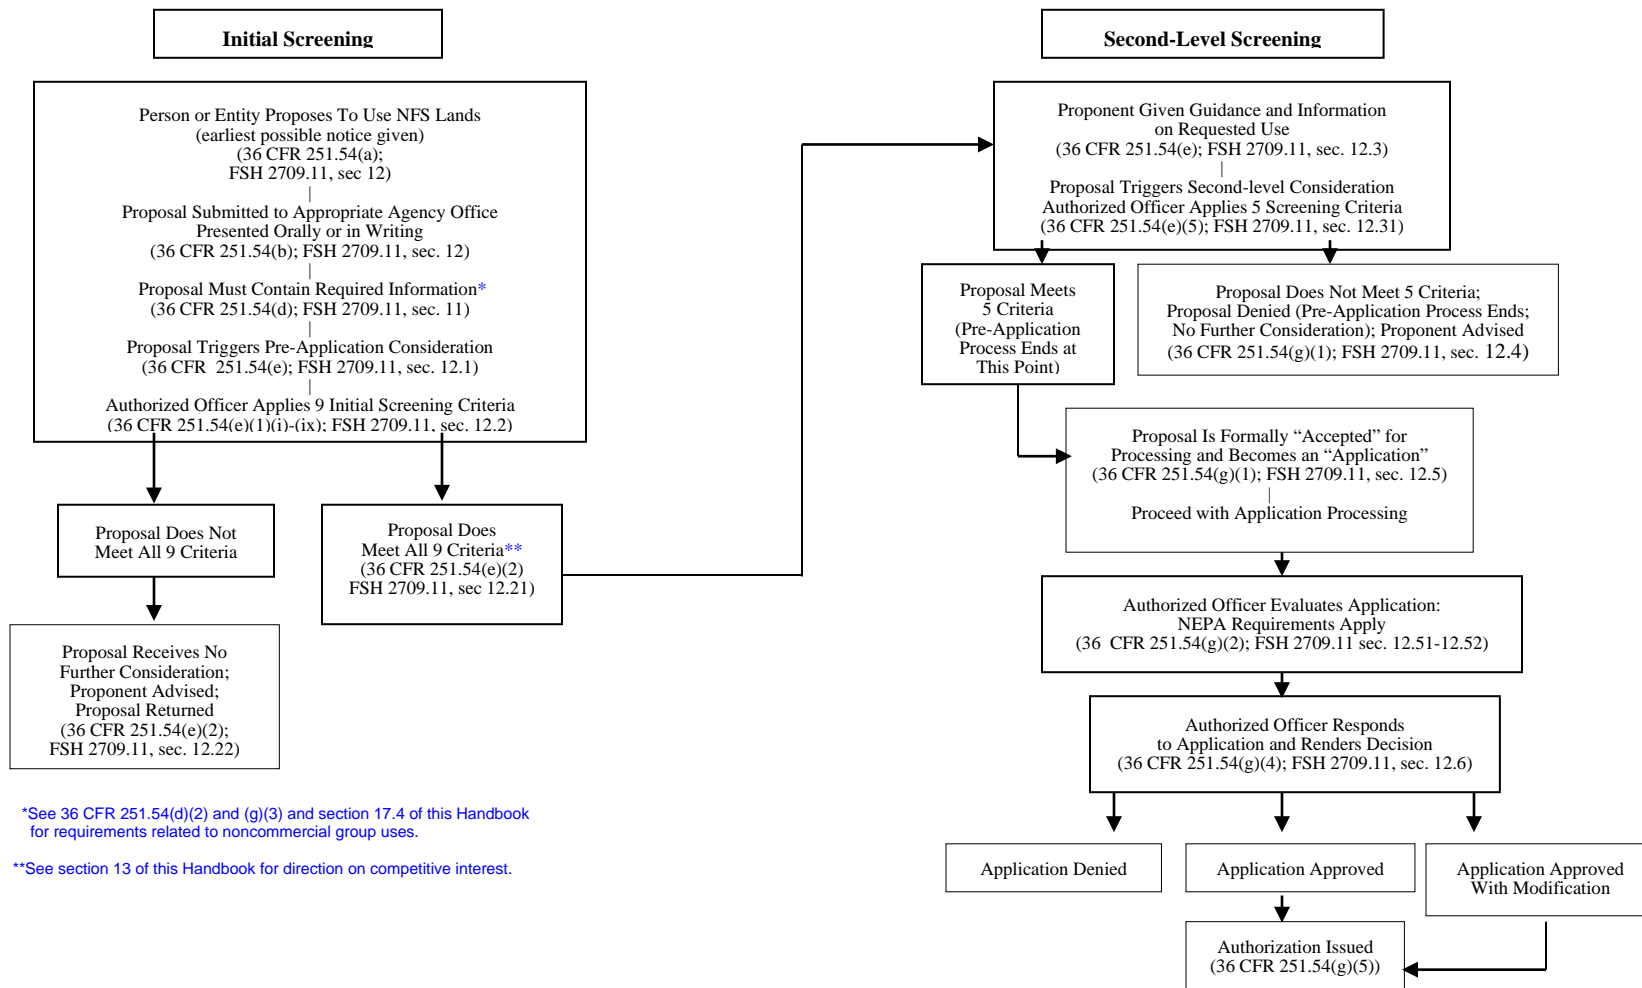 Initial Screening
Person or Entity Proposes To Use NFS Lands
(earliest possible notice given)
(36 CFR 251.54(a);
FSH 2709.11, sec 12)
Proposal Submitted to Appropriate Agency Office
Presented Orally or in Writing
(36 CFR 251.54(b; FSH 2709.11, sec. 12)
Proposal Must Contain Required Information*
(36 CFR 251.54(d); FSH 2709.11, sec. 11)
Proposal Triggers Pre-Application Consideration
(36 CFR 251.54(e); FSH 2709.11, sec. 12.1)
Authorized Officer Applies 9 Initial Screening Criteria
(36 CFR 251.54(e)(1)(i)-(ix); FSH 2709.11, sec. 12.2)
Proposal Does Not
Meet All 9 Criteria
Proposal Does
Meet All 9 Criteria**
(36 CFR 251.54(e)(2)
FSH 2709.11, sec 12.21)
Proposal Receives No
Further Consideration;
Proponent Advised;
Proposal Returned
(36 CFR 251.54(e)(2);
FSH 2709.11, sec. 12.22)
*See 36 CFR 251.54(d)(2) and (g)(3) and section 17.4 of this Handbook
for requirements related to noncommercial group uses.
**See section 13 of this Handbook for direction on competitive interest.
Second-Level Screening
Proponent Given Guidance and Information
on Requested Use
(36 CFR 251.54(e); FSH 2709.11, sec. 12.3)
Proposal Triggers Second-level Consideration
Authorized Officer Applies 5 Screening Criteria
(36 CFR 251.54(e)(5); FSH 2709.11, sec. 12.31)
Proposal Meets
5 Criteria
(Pre-Application
Process Ends at
This Point)
Proposal Does Not Meet 5 Criteria;
Proposal Denied (Pre-Application Process Ends;
No Further Consideration); Proponent Advised
(36 CFR 251.54(g)(1); FSH 2709.11, sec. 12.4)
Proposal Is Formally “Accepted” for
Processing and Becomes an “Application”
(36 CFR 251.54(g)(1); FSH 2709.11, sec. 12.5)
Proceed with Application Processing
Authorized Officer Evaluates Application:
NEPA Requirements Apply
(36 CFR 251.54(g)(2); FSH 2709.11 sec. 12.51-12.52)
Authorized Officer Responds
to Application and Renders Decision
(36 CFR 251.54(g)(4); FSH 2709.11, sec. 12.6)
Application Denied
Application Approved
Application Approved
With Modification
Authorization Issued
(36 CFR 251.54(g)(5))